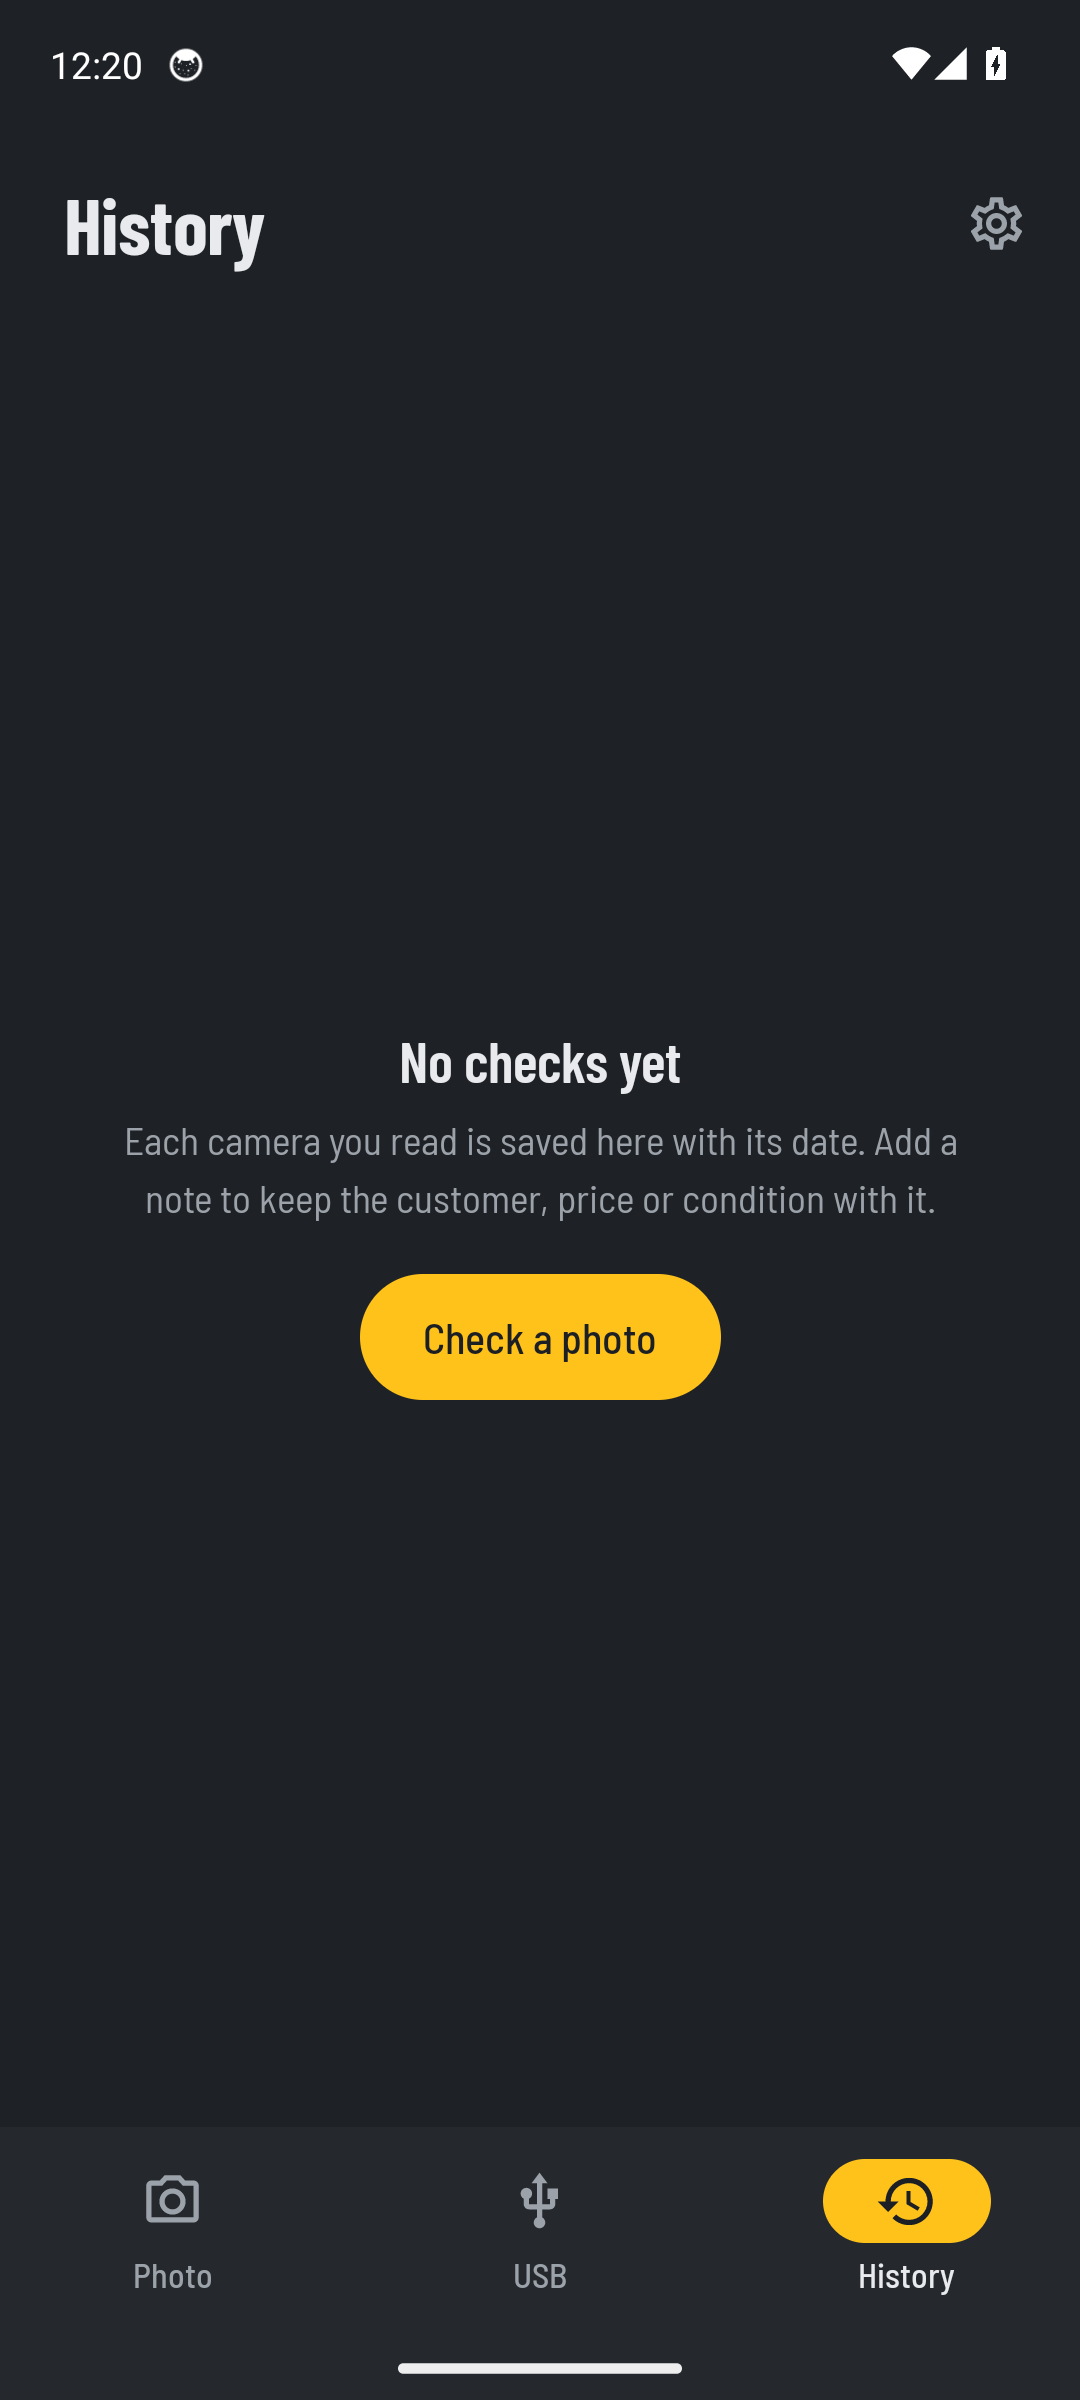 12:20
History
No checks yet
Each camera you read is saved here with its date. Add a
note to keep the customer, price or condition with it.
Check a photo
Photo
USB
History